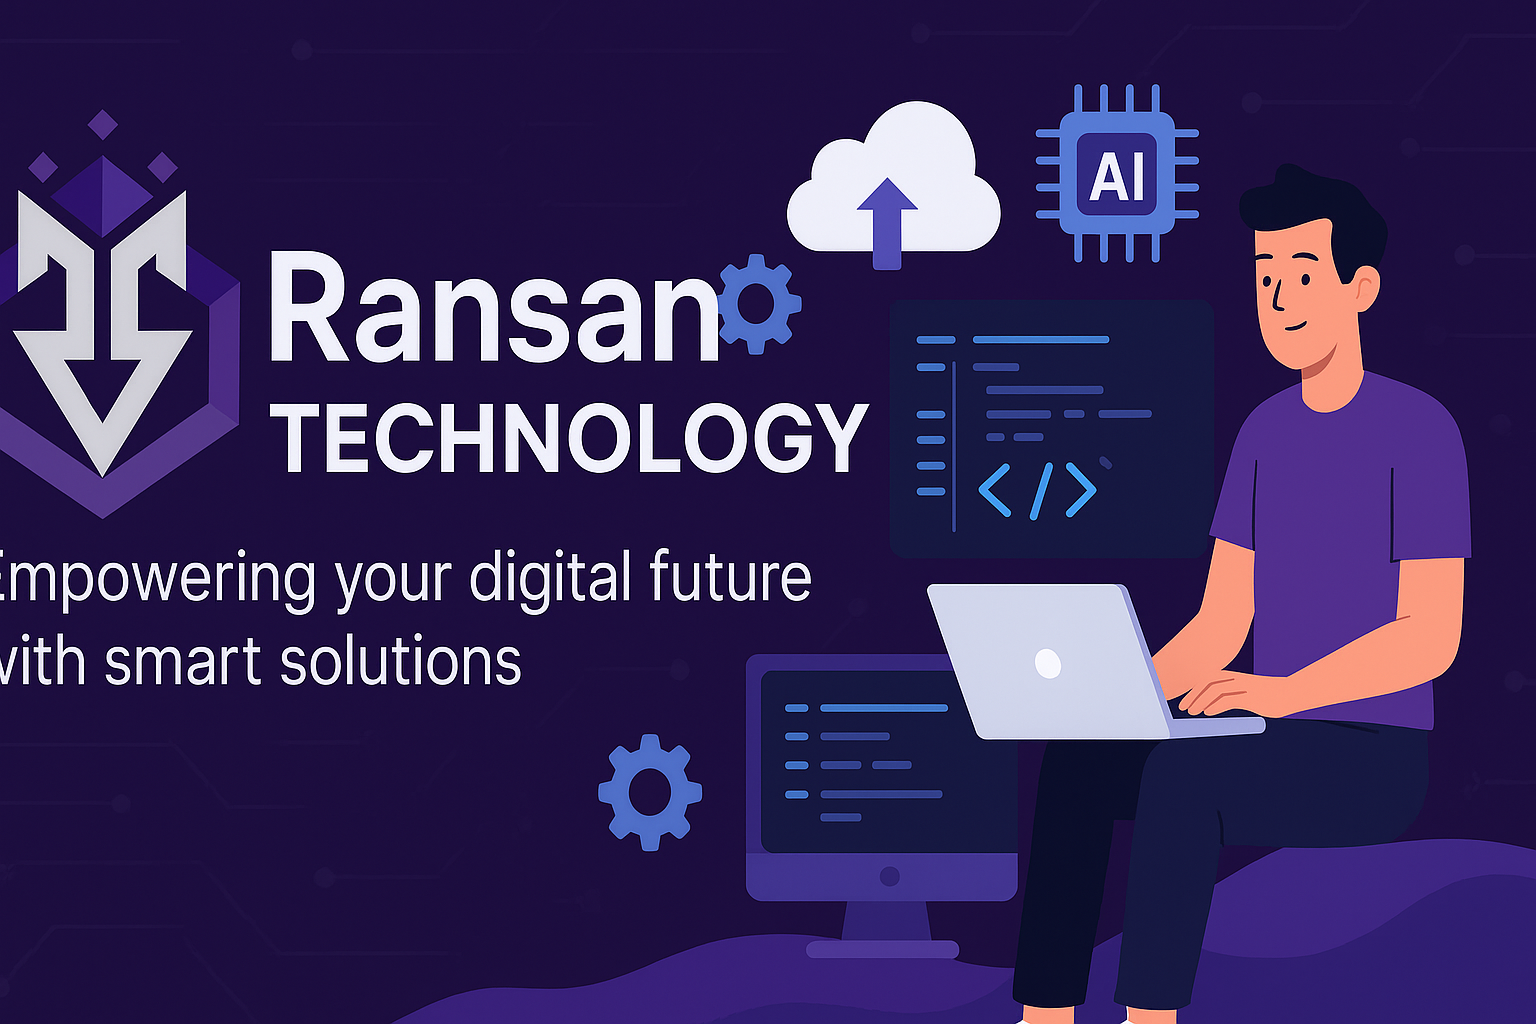 Ransan
TECHNOLOGY
Empowering your digital future
with smart solutions
AI
</>